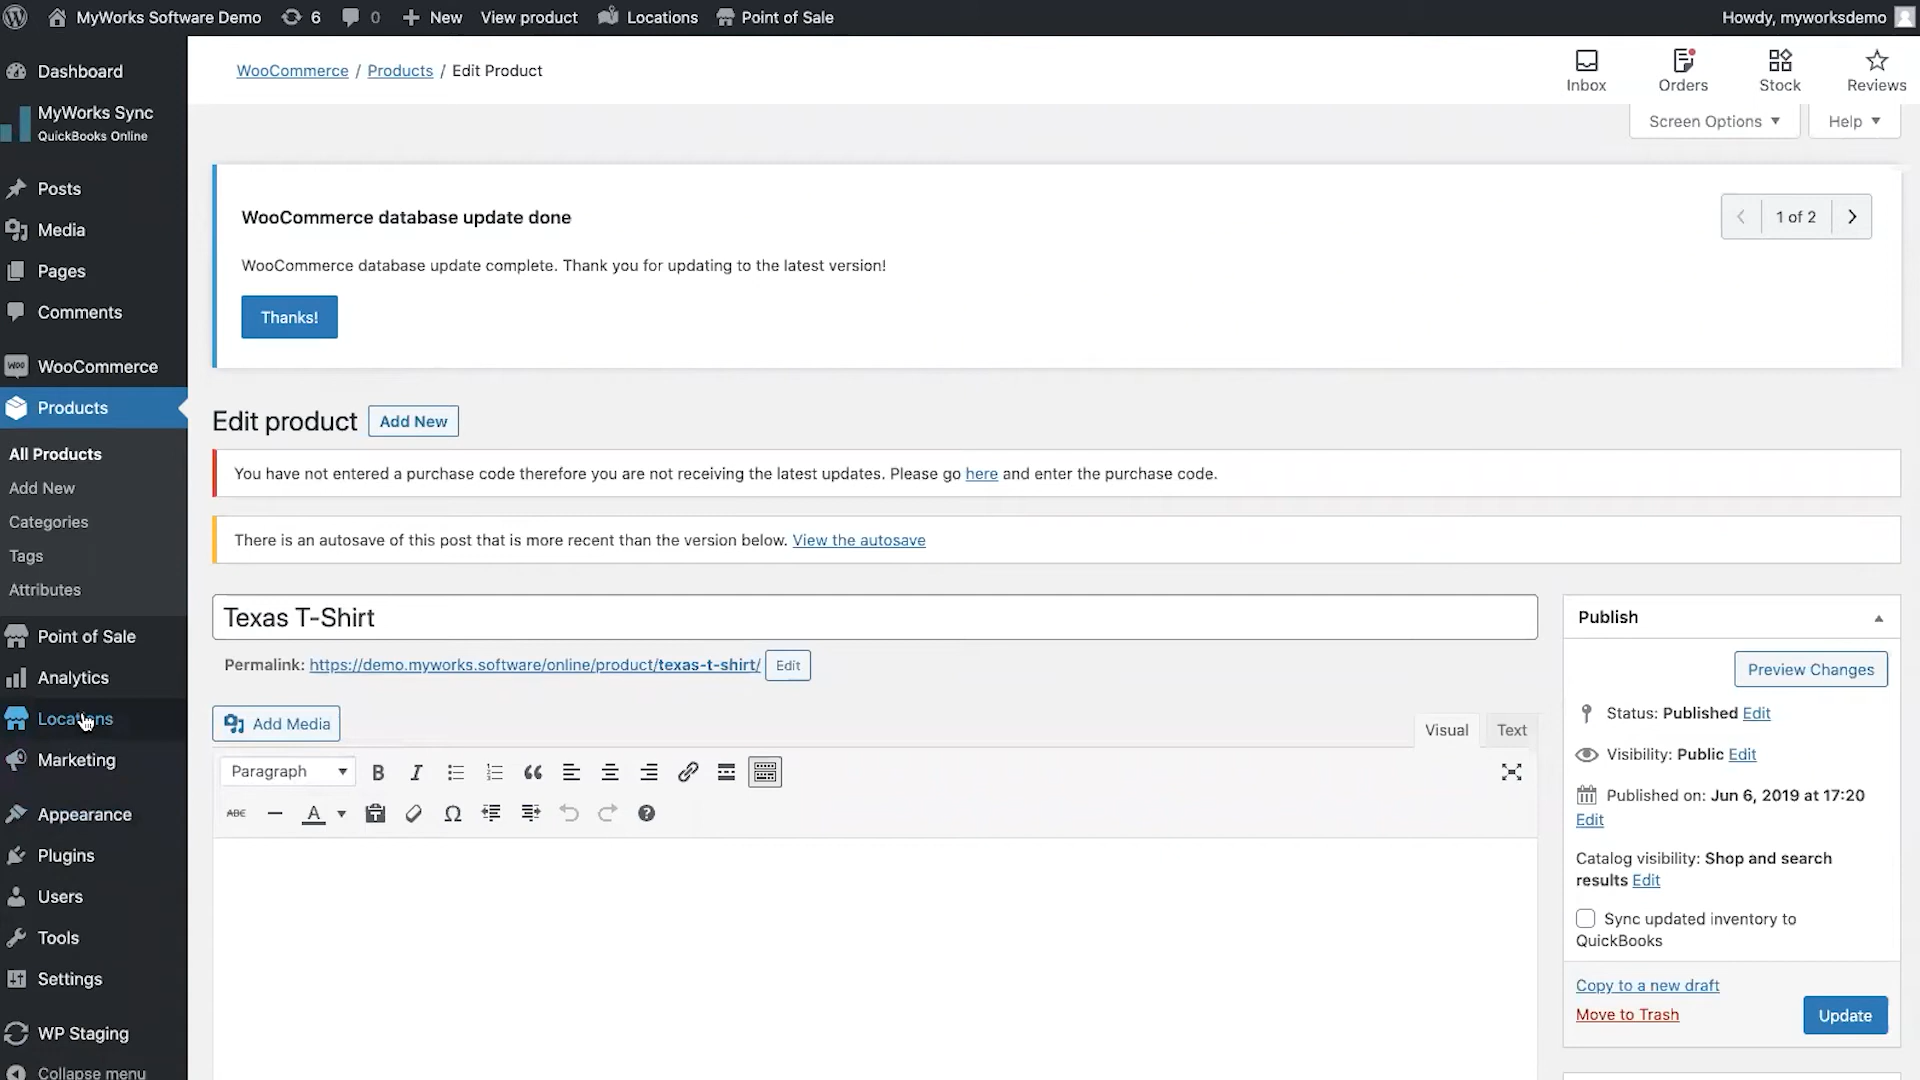 MyWorks Software Demo 6 0 New View product Locations Point of Sale Howdy, myworksdemo
Dashboard
MyWorks Sync
QuickBooks Online
Posts
Media
Pages
Comments
woo WooCommerce
Products
All Products
Add New
Categories
Tags
Attributes
Point of Sale
Analytics
Locations
Marketing
Appearance
Plugins
Users
Tools
Settings
WP Staging
Collapse menu
WooCommerce / Products / Edit Product
Inbox Orders Stock Reviews
Screen Options ▼ Help ▼
WooCommerce database update done
1 of 2
WooCommerce database update complete. Thank you for updating to the latest version!
Thanks!
Edit product Add New
You have not entered a purchase code therefore you are not receiving the latest updates. Please go here and enter the purchase code.
There is an autosave of this post that is more recent than the version below. View the autosave
Texas T-Shirt
Permalink: https://demo.myworks.software/online/product/texas-t-shirt/ Edit
Add Media
Visual Text
Paragraph B I
ABC A Ω
Publish
Preview Changes
Status: Published Edit
Visibility: Public Edit
Published on: Jun 6, 2019 at 17:20
Edit
Catalog visibility: Shop and search
results Edit
Sync updated inventory to
QuickBooks
Copy to a new draft
Move to Trash
Update